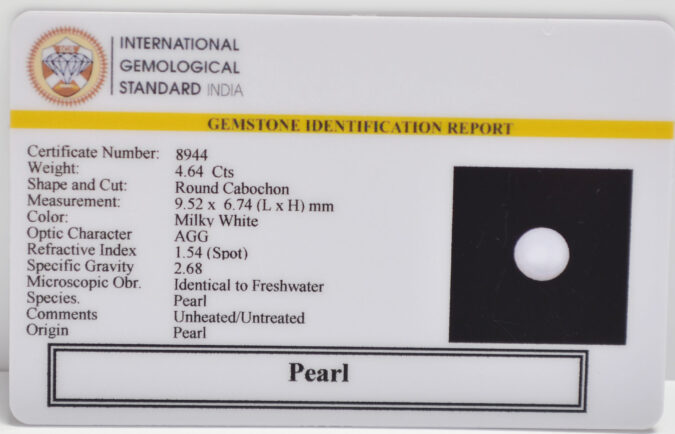 INTERNATIONAL
GEMOLOGICAL
STANDARD INDIA
GEMSTONE IDENTIFICATION REPORT
Certificate Number: 8944
Weight: 4.64 Cts
Shape and Cut: Round Cabochon
Measurement: 9.52 x 6.74 (L x H) mm
Color: Milky White
Optic Character AGG
Refractive Index 1.54 (Spot)
Specific Gravity 2.68
Microscopic Obr. Identical to Freshwater
Species. Pearl
Comments Unheated/Untreated
Origin Pearl
Pearl